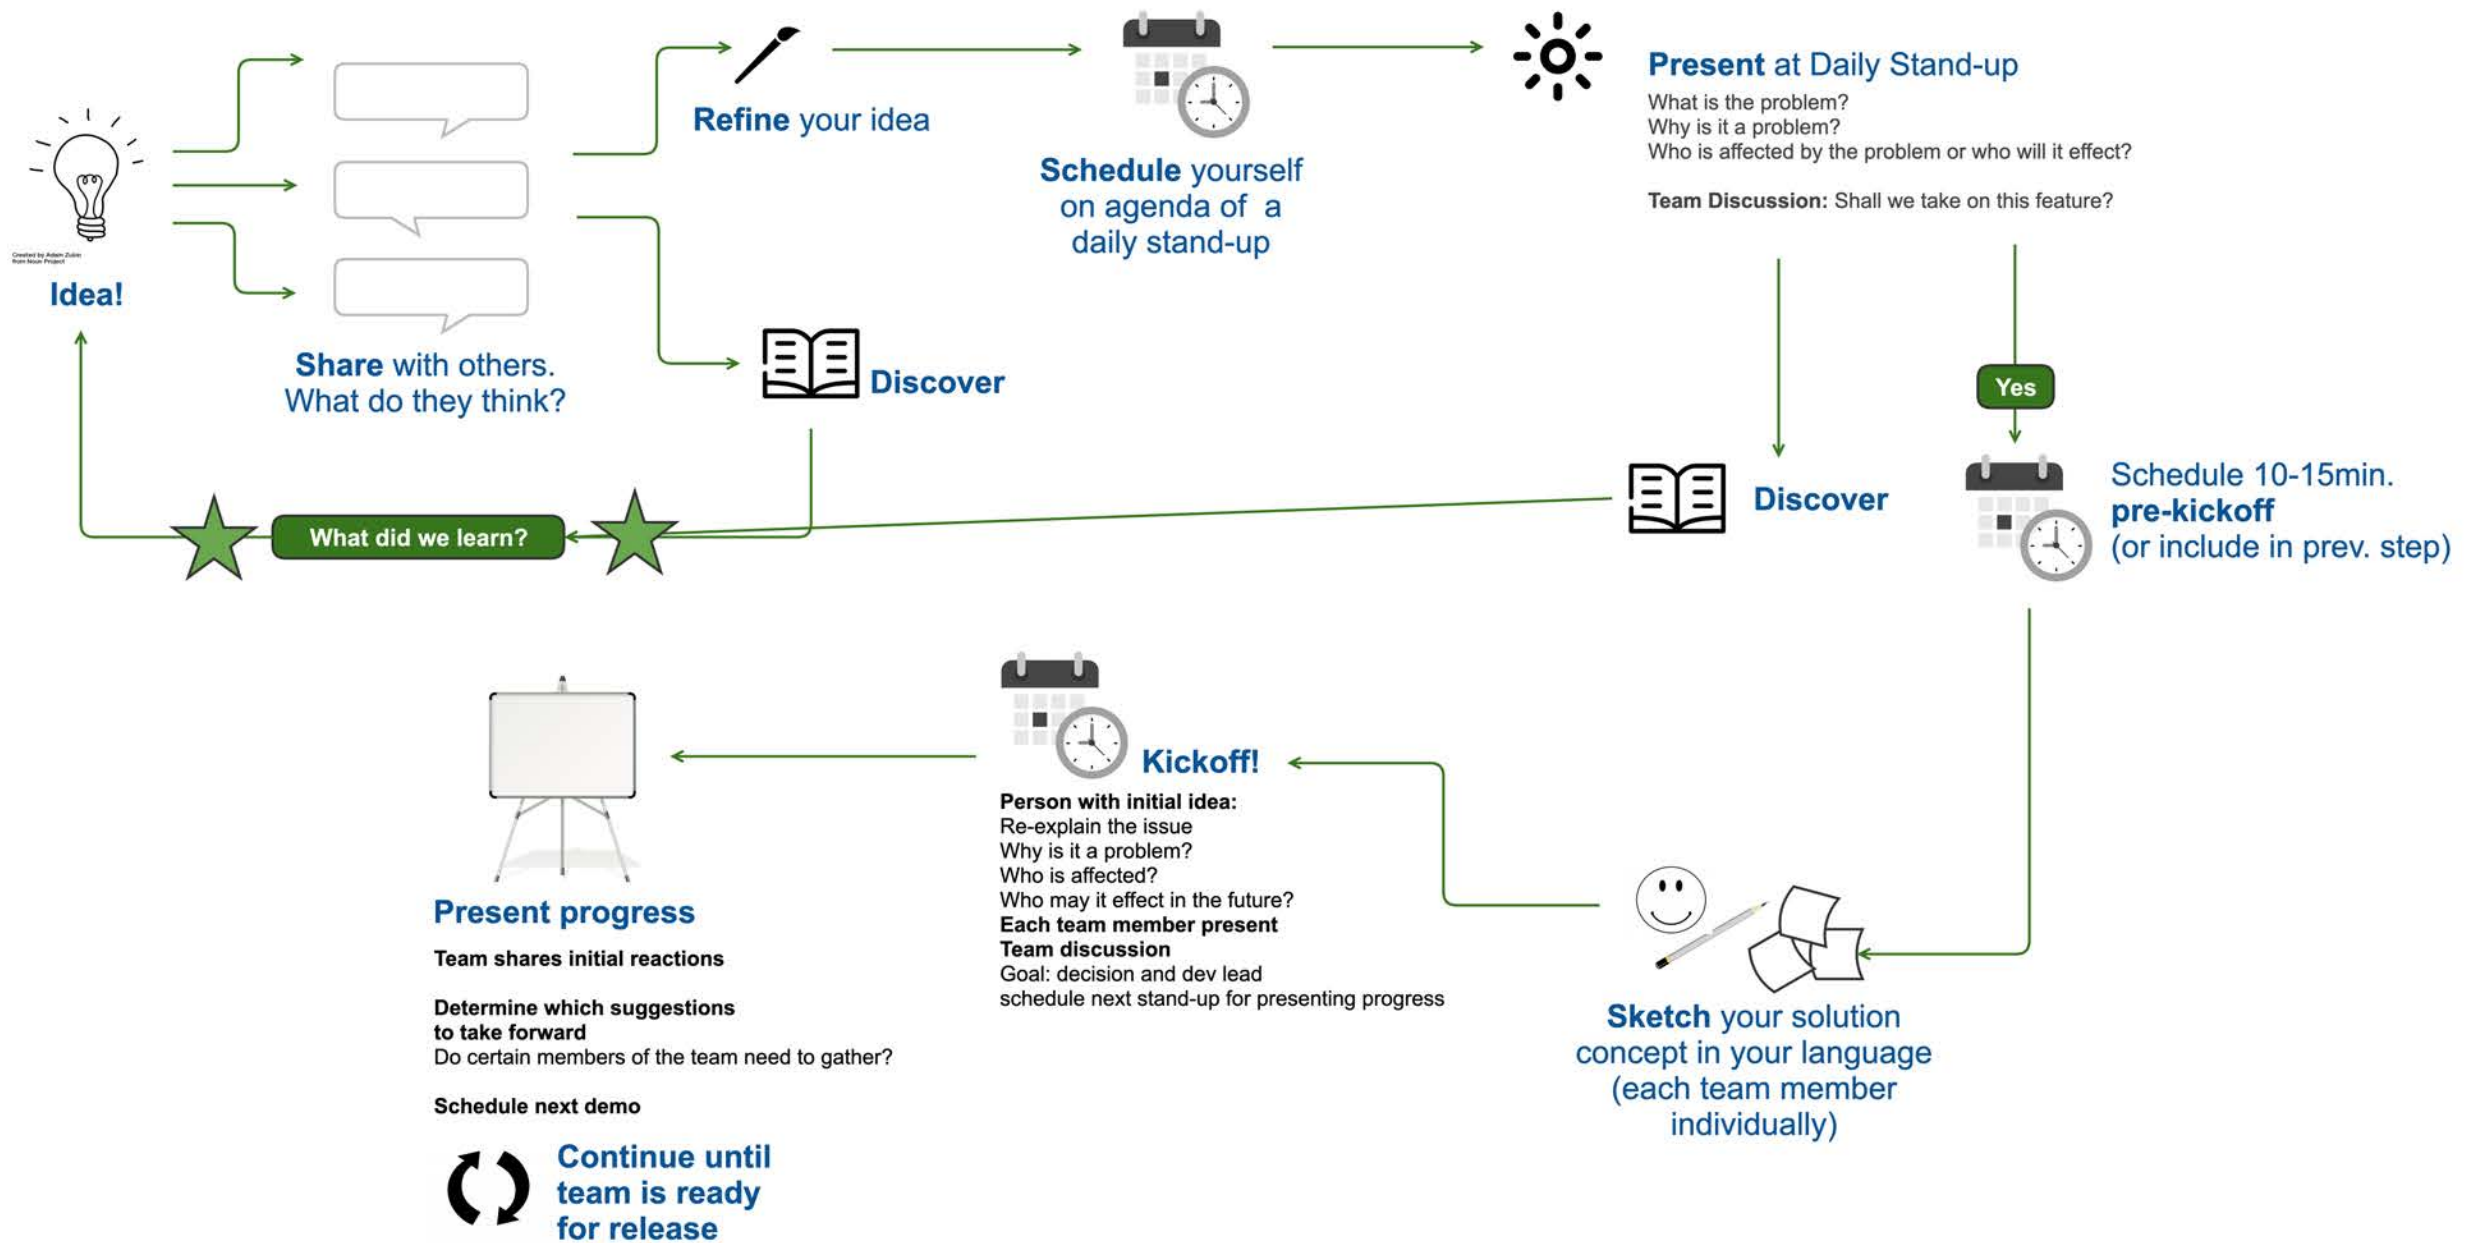 Created by Adam Zubin
from Noun Project
Idea!
Share with others.
What do they think?
Refine your idea
Discover
Schedule yourself
on agenda of a
daily stand-up
Present at Daily Stand-up
What is the problem?
Why is it a problem?
Who is affected by the problem or who will it effect?
Team Discussion: Shall we take on this feature?
Yes
Discover
Schedule 10-15min.
pre-kickoff
(or include in prev. step)
What did we learn?
Sketch your solution
concept in your language
(each team member
individually)
Kickoff!
Person with initial idea:
Re-explain the issue
Why is it a problem?
Who is affected?
Who may it effect in the future?
Each team member present
Team discussion
Goal: decision and dev lead
schedule next stand-up for presenting progress
Present progress
Team shares initial reactions
Determine which suggestions
to take forward
Do certain members of the team need to gather?
Schedule next demo
Continue until
team is ready
for release